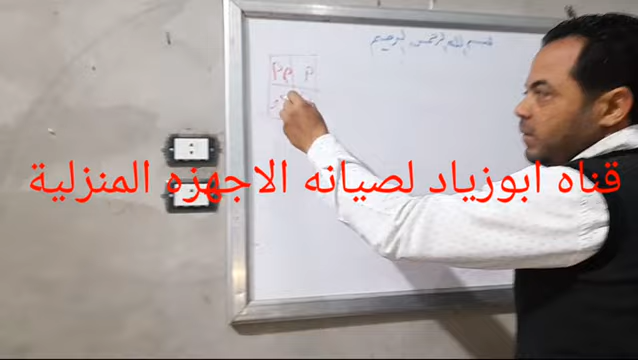 بسم الله الرحمن الرحيم
قناه ابوزياد لصيانه الاجهزه المنزلية